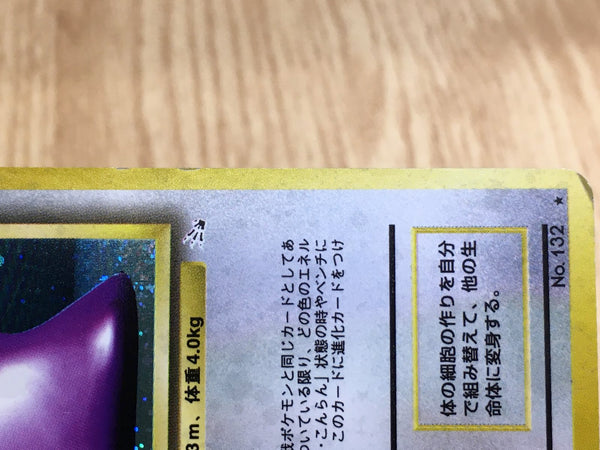 3m、体重4.0kg
戦ポケモンと同じカードとしてあ
ついている限り、どの色のエネル
・こんらん」状態の時やベンチに
このカードに進化カードをつけ
体の細胞の作りを自分
で組み替えて、他の生
命体に変身する。
No. 132
★